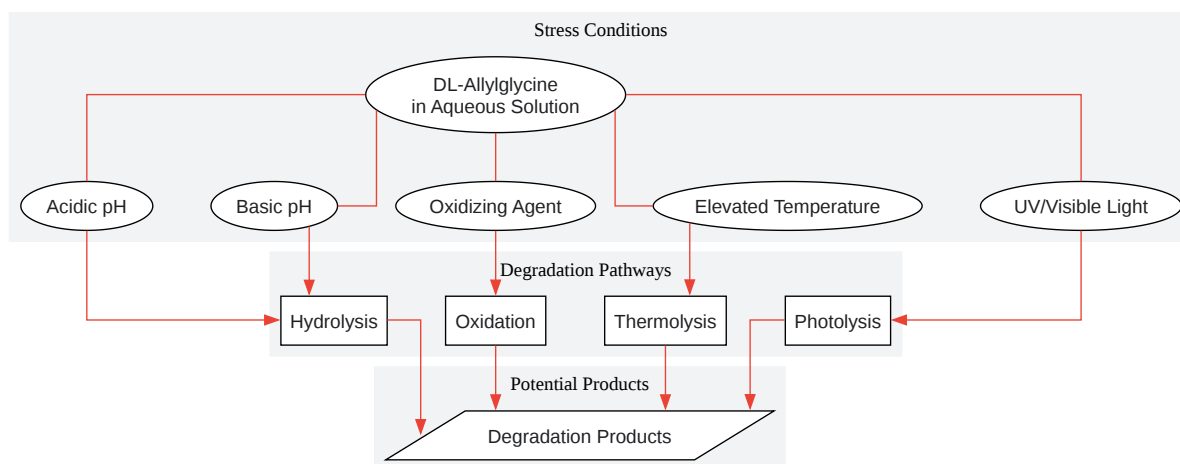 Stress Conditions
DL-Allylglycine
in Aqueous Solution
Acidic pH
Basic pH
Oxidizing Agent
Elevated Temperature
UV/Visible Light
Degradation Pathways
Hydrolysis
Oxidation
Thermolysis
Photolysis
Potential Products
Degradation Products